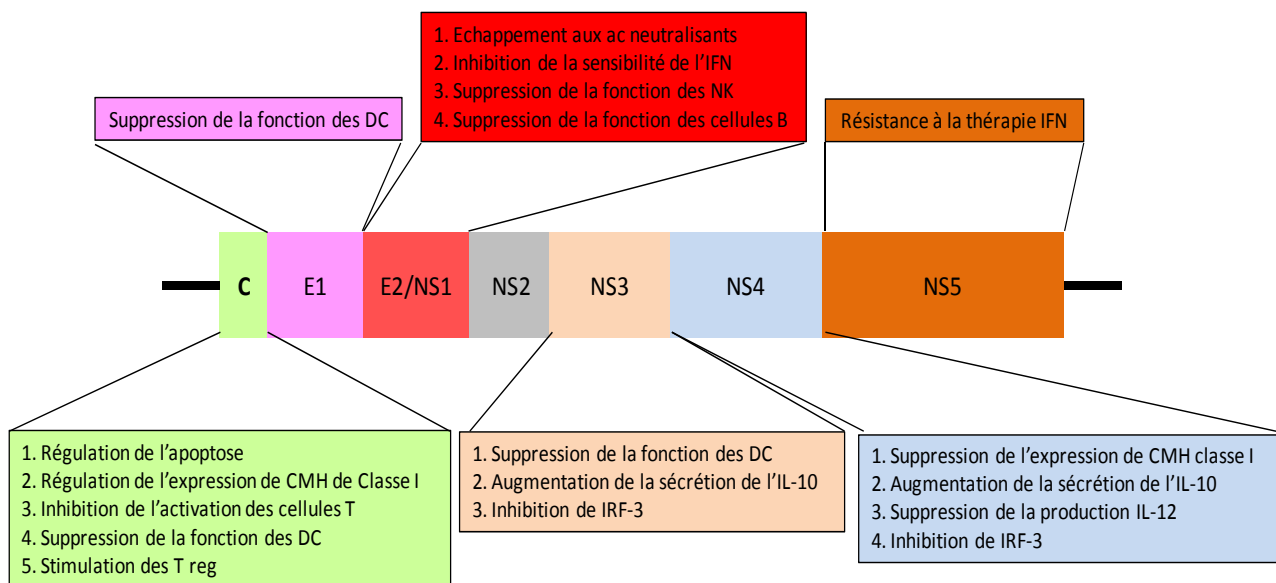 1. Echappement aux ac neutralisants
2. Inhibition de la sensibilité de l'IFN
3. Suppression de la fonction des NK
4. Suppression de la fonction des cellules B
Suppression de la fonction des DC
Résistance à la thérapie IFN
C
E1
E2/NS1
NS2
NS3
NS4
NS5
1. Régulation de l'apoptose
2. Régulation de l'expression de CMH de Classe I
3. Inhibition de l'activation des cellules T
4. Suppression de la fonction des DC
5. Stimulation des T reg
1. Suppression de la fonction des DC
2. Augmentation de la sécrétion de l'IL-10
3. Inhibition de IRF-3
1. Suppression de l'expression de CMH classe I
2. Augmentation de la sécrétion de l'IL-10
3. Suppression de la production IL-12
4. Inhibition de IRF-3